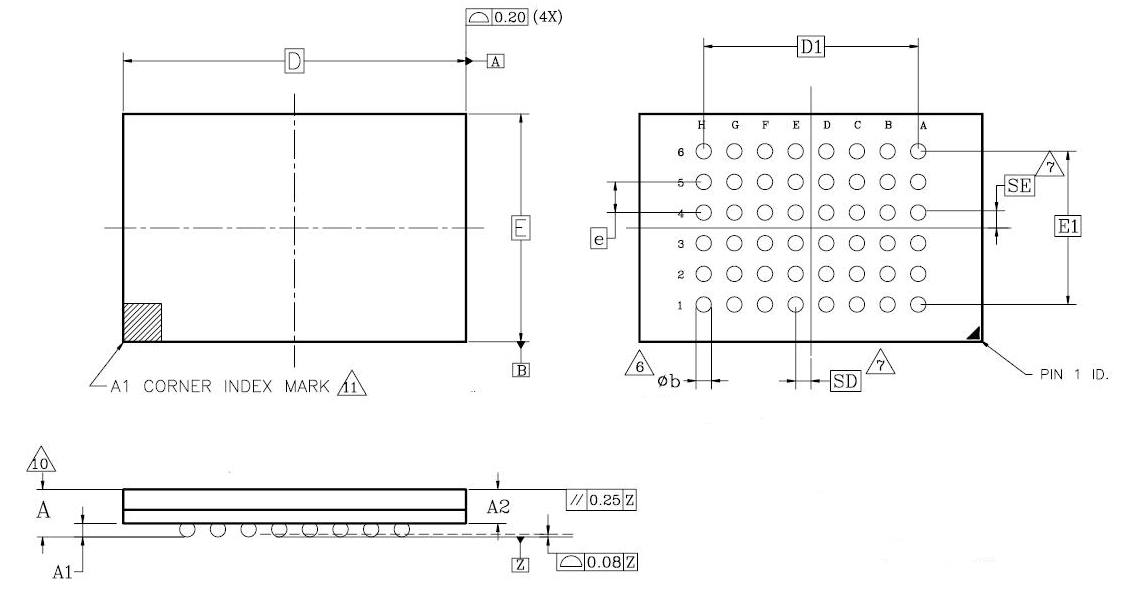 ⌓ 0.20 (4X)
D
A
E
B
A1 CORNER INDEX MARK 11
D1
H G F E D C B A
6
5
4
3
2
1
e
SE
7
E1
6
øb
SD
7
PIN 1 ID.
10
A
A1
A2
// 0.25 Z
Z
⌓ 0.08 Z